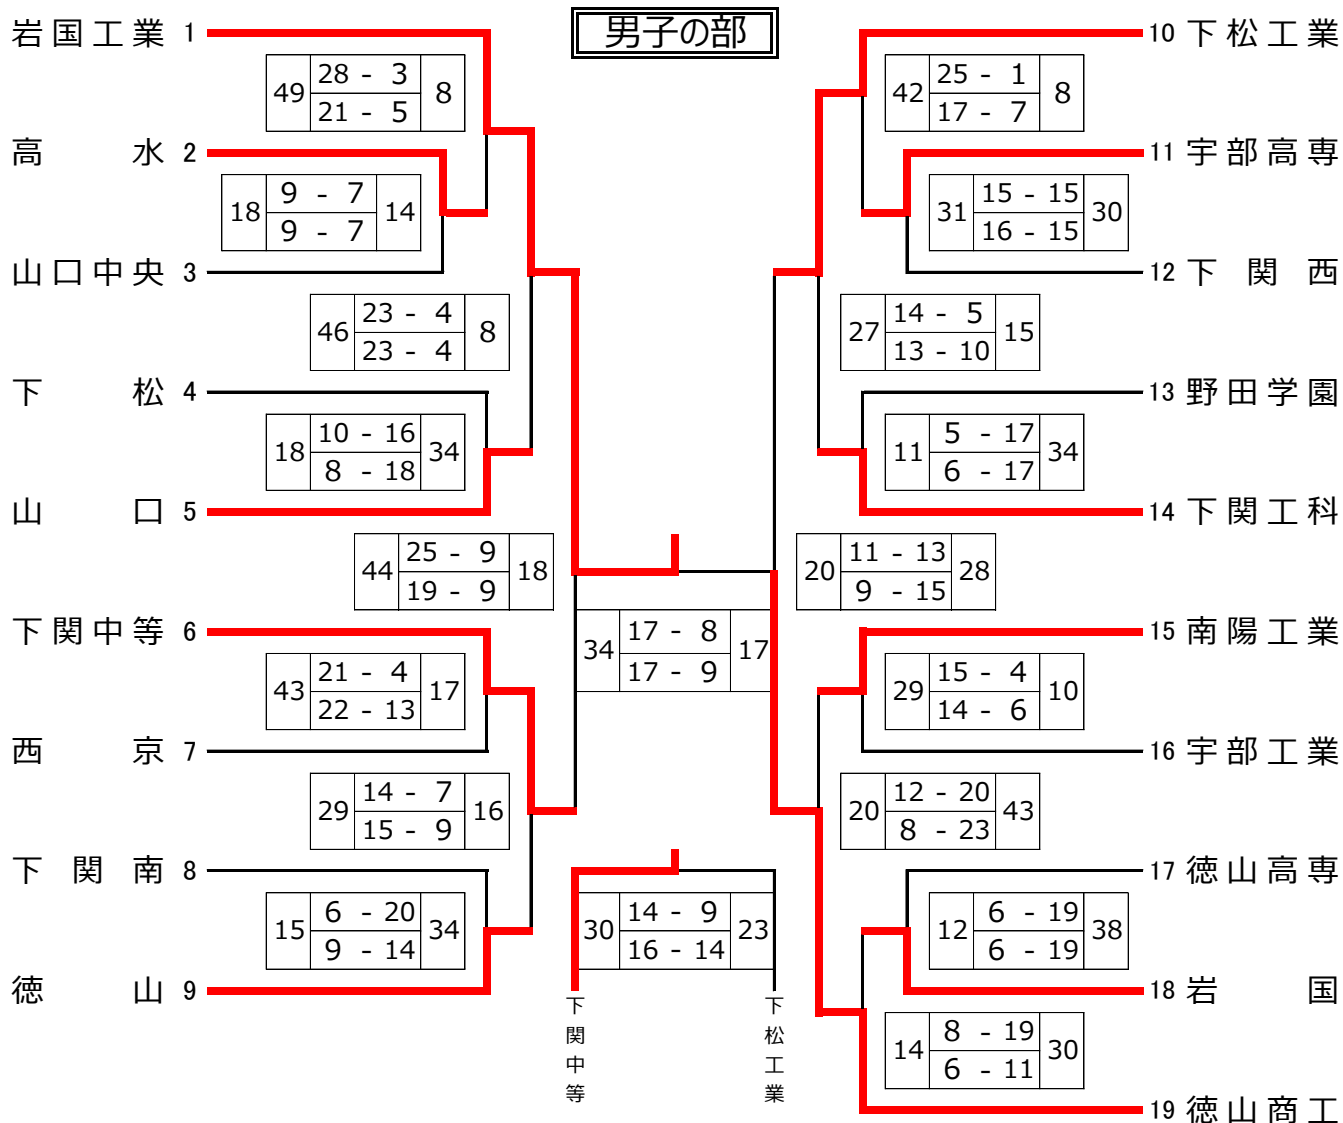 男子の部
岩国工業 1
28 - 3
49 8
21 - 5
高水 2
9 - 7
18 14
9 - 7
山口中央 3
23 - 4
46 8
23 - 4
下松 4
10 - 16
18 34
8 - 18
山口 5
25 - 9
44 18
19 - 9
下関中等 6
21 - 4
43 17
22 - 13
西京 7
14 - 7
29 16
15 - 9
下関南 8
6 - 20
15 34
9 - 14
徳山 9
17 - 8
34 17
17 - 9
14 - 9
30 23
16 - 14
下関中等
下松工業
10 下松工業
25 - 1
42 8
17 - 7
11 宇部高専
15 - 15
31 30
16 - 15
12 下関西
14 - 5
27 15
13 - 10
13 野田学園
5 - 17
11 34
6 - 17
14 下関工科
11 - 13
20 28
9 - 15
15 南陽工業
15 - 4
29 10
14 - 6
16 宇部工業
12 - 20
20 43
8 - 23
17 徳山高専
6 - 19
12 38
6 - 19
18 岩国
8 - 19
14 30
6 - 11
19 徳山商工